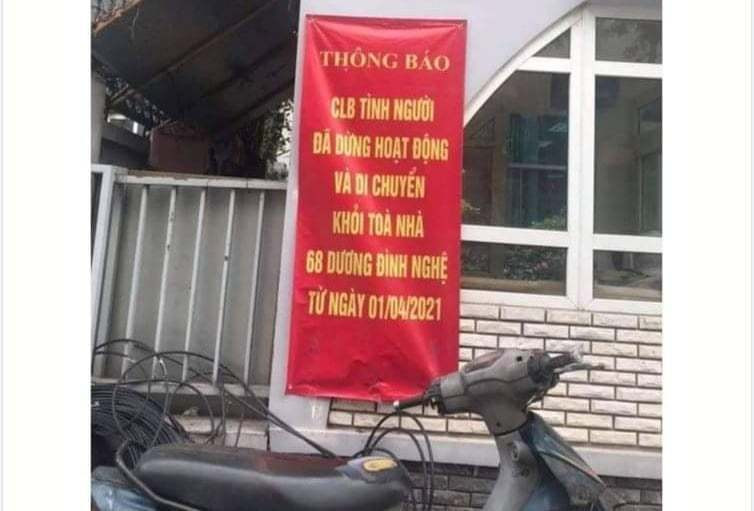 THÔNG BÁO
CLB TÌNH NGƯỜI
ĐÃ DỪNG HOẠT ĐỘNG
VÀ DI CHUYỂN
KHỎI TOÀ NHÀ
68 DƯƠNG ĐÌNH NGHỆ
TỪ NGÀY 01/04/2021